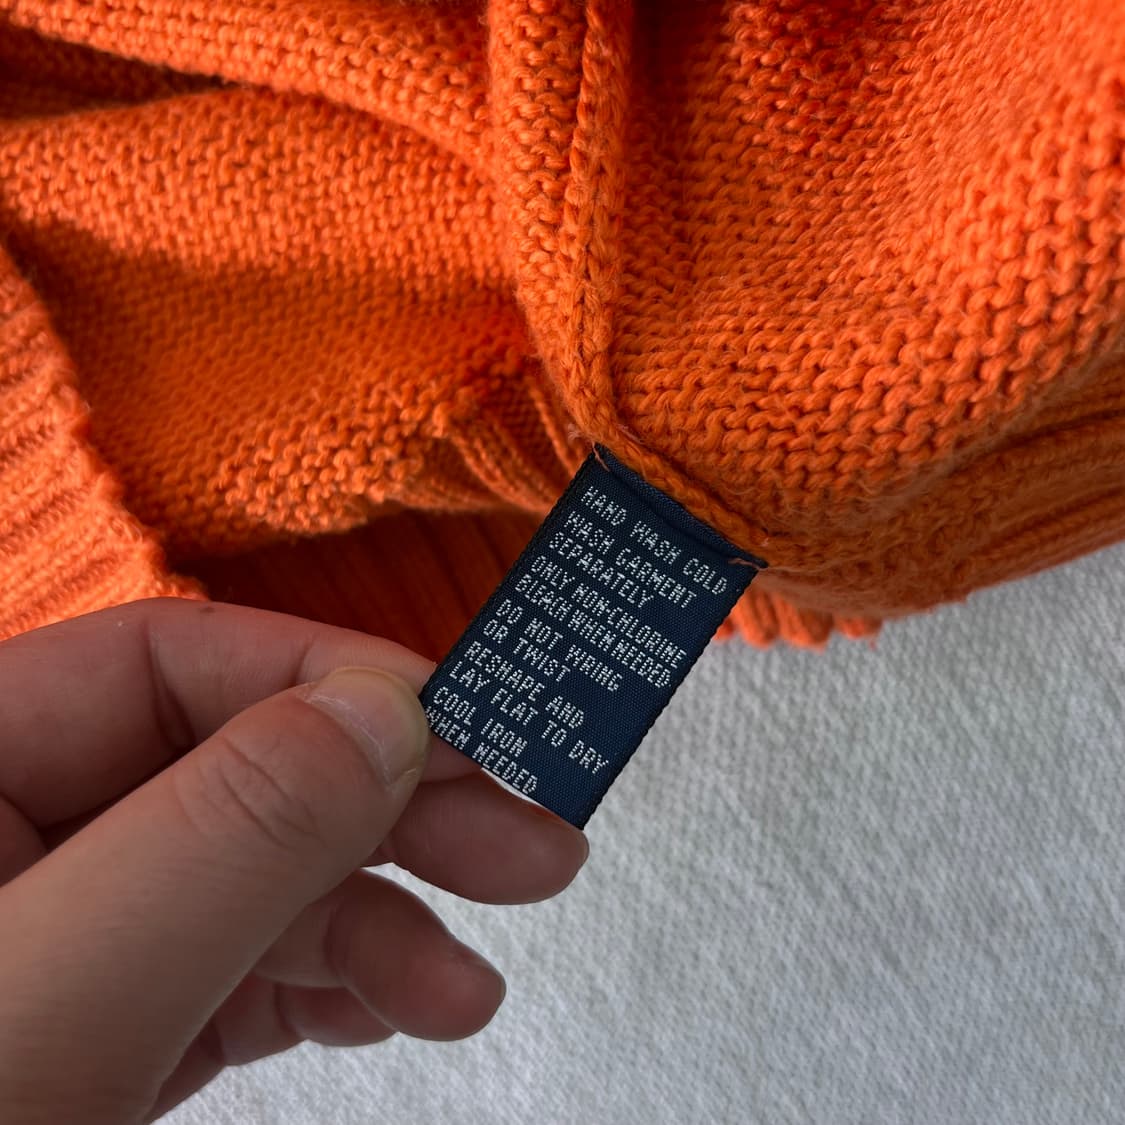 HAND WASH COLD
WASH GARMENT
SEPARATELY
ONLY NON-CHLORINE
BLEACH WHEN NEEDED
DO NOT WRING
OR TWIST
RESHAPE AND
LAY FLAT TO DRY
COOL IRON
WHEN NEEDED